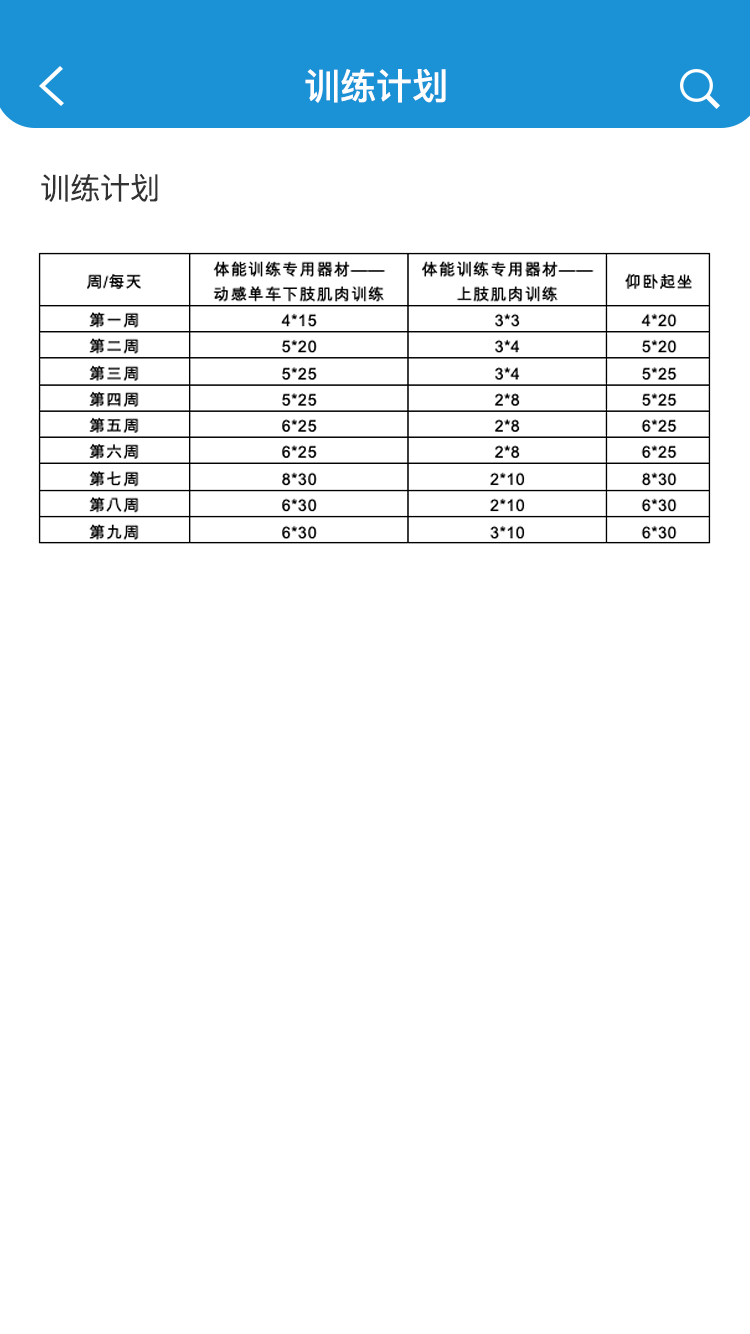 训练计划
训练计划
周/每天 体能训练专用器材—— 动感单车下肢肌肉训练 体能训练专用器材—— 上肢肌肉训练 仰卧起坐
第一周 4*15 3*3 4*20
第二周 5*20 3*4 5*20
第三周 5*25 3*4 5*25
第四周 5*25 2*8 5*25
第五周 6*25 2*8 6*25
第六周 6*25 2*8 6*25
第七周 8*30 2*10 8*30
第八周 6*30 2*10 6*30
第九周 6*30 3*10 6*30